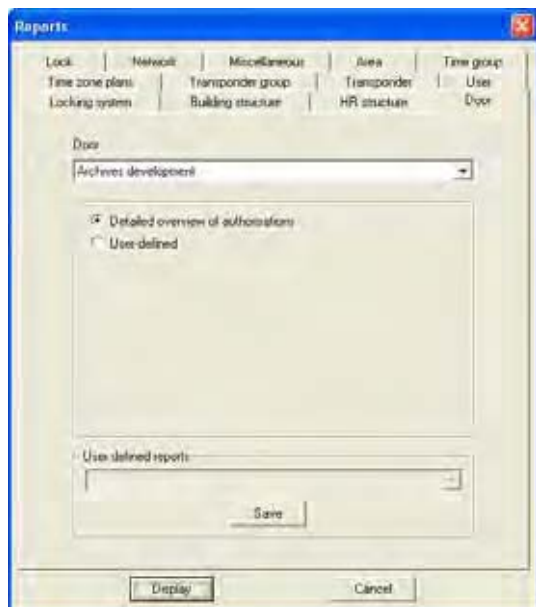 Reports
Lock Network Miscellaneous Area Time group
Time zone plans Transponder group Transponder User
Locking system Building structure HR structure Door
Door
Archives development
Detailed overview of authorisations
User-defined
User defined reports
Save
Display Cancel